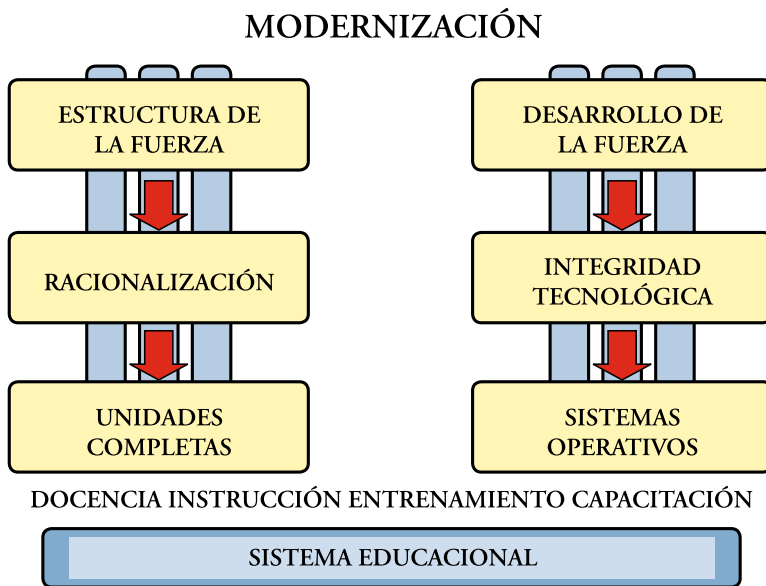 MODERNIZACIÓN
ESTRUCTURA DE
LA FUERZA
RACIONALIZACIÓN
UNIDADES
COMPLETAS
DESARROLLO DE
LA FUERZA
INTEGRIDAD
TECNOLÓGICA
SISTEMAS
OPERATIVOS
DOCENCIA INSTRUCCIÓN ENTRENAMIENTO CAPACITACIÓN
SISTEMA EDUCACIONAL